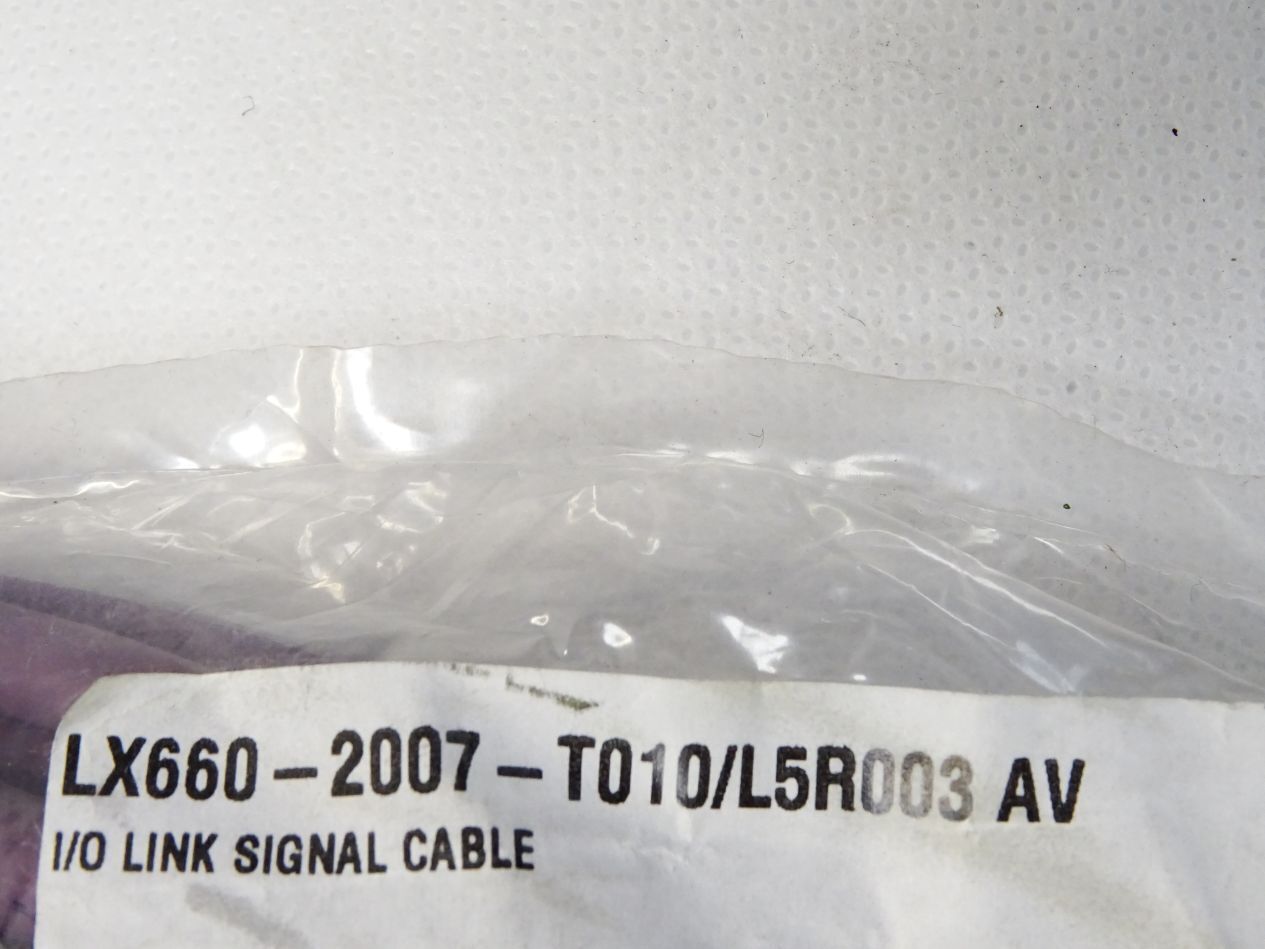 LX660-2007-T010/L5R003 AV
I/O LINK SIGNAL CABLE